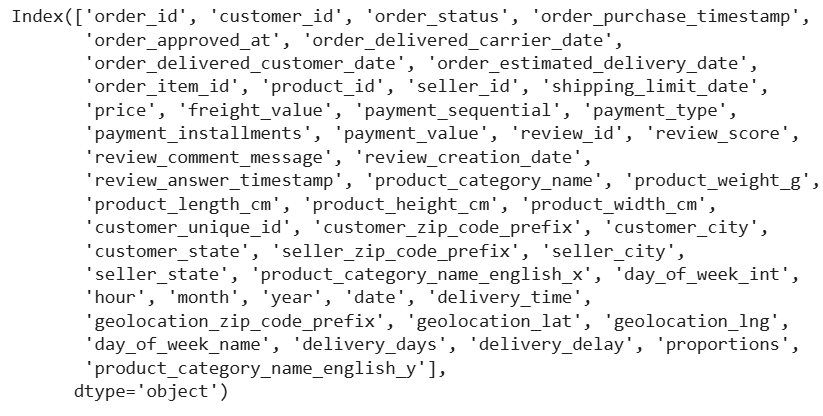 Index(['order_id', 'customer_id', 'order_status', 'order_purchase_timestamp',
'order_approved_at', 'order_delivered_carrier_date',
'order_delivered_customer_date', 'order_estimated_delivery_date',
'order_item_id', 'product_id', 'seller_id', 'shipping_limit_date',
'price', 'freight_value', 'payment_sequential', 'payment_type',
'payment_installments', 'payment_value', 'review_id', 'review_score',
'review_comment_message', 'review_creation_date',
'review_answer_timestamp', 'product_category_name', 'product_weight_g',
'product_length_cm', 'product_height_cm', 'product_width_cm',
'customer_unique_id', 'customer_zip_code_prefix', 'customer_city',
'customer_state', 'seller_zip_code_prefix', 'seller_city',
'seller_state', 'product_category_name_english_x', 'day_of_week_int',
'hour', 'month', 'year', 'date', 'delivery_time',
'geolocation_zip_code_prefix', 'geolocation_lat', 'geolocation_lng',
'day_of_week_name', 'delivery_days', 'delivery_delay', 'proportions',
'product_category_name_english_y'],
dtype='object')